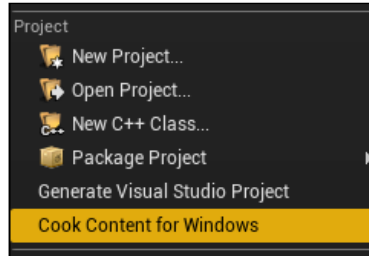 Project
New Project...
Open Project...
New C++ Class...
Package Project
Generate Visual Studio Project
Cook Content for Windows